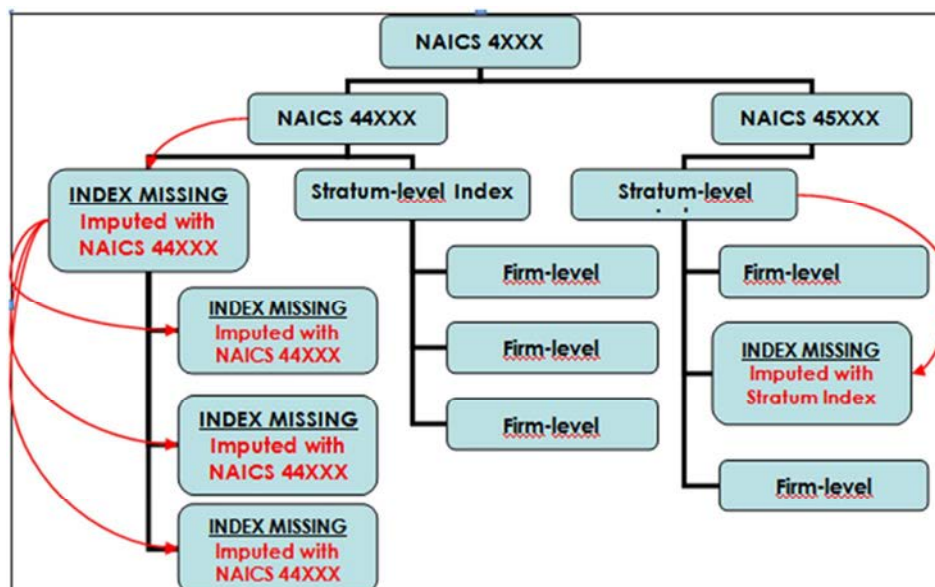 NAICS 4XXX
NAICS 44XXX
NAICS 45XXX
INDEX MISSING
Imputed with
NAICS 44XXX
Stratum-level Index
Stratum-level
Firm-level
Firm-level
Firm-level
Firm-level
INDEX MISSING
Imputed with
Stratum Index
Firm-level
INDEX MISSING
Imputed with
NAICS 44XXX
INDEX MISSING
Imputed with
NAICS 44XXX
INDEX MISSING
Imputed with
NAICS 44XXX